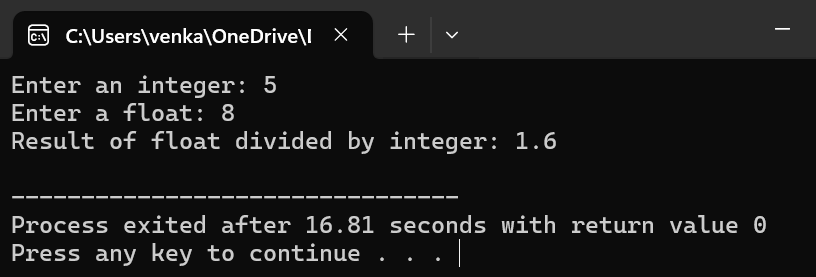 C:\Users\venka\OneDrive\I
Enter an integer: 5
Enter a float: 8
Result of float divided by integer: 1.6
--------------------------------
Process exited after 16.81 seconds with return value 0
Press any key to continue . . .